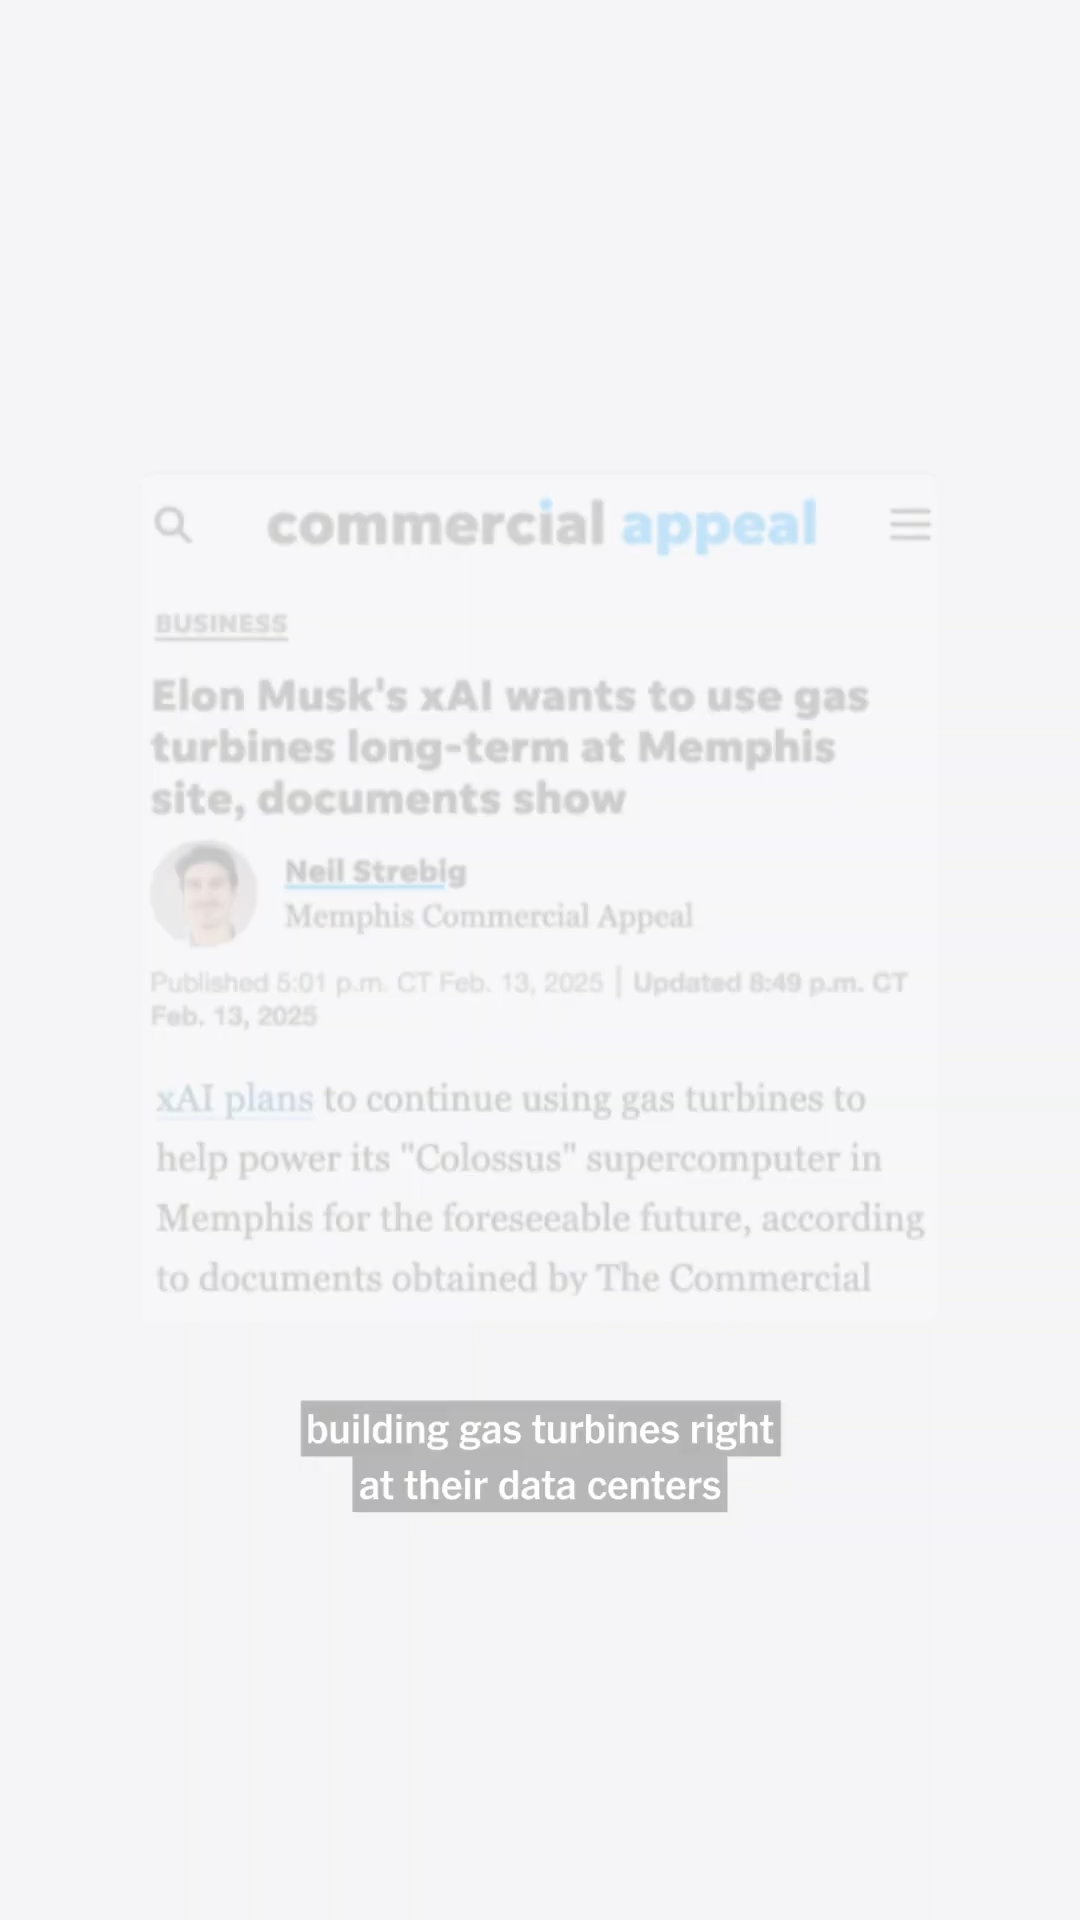 commercial appeal
BUSINESS
Elon Musk's xAI wants to use gas
turbines long-term at Memphis
site, documents show
Neil Strebig
Memphis Commercial Appeal
Published 5:01 p.m. CT Feb. 13, 2025 | Updated 8:49 p.m. CT
Feb. 13, 2025
xAI plans to continue using gas turbines to
help power its "Colossus" supercomputer in
Memphis for the foreseeable future, according
to documents obtained by The Commercial
building gas turbines right
at their data centers